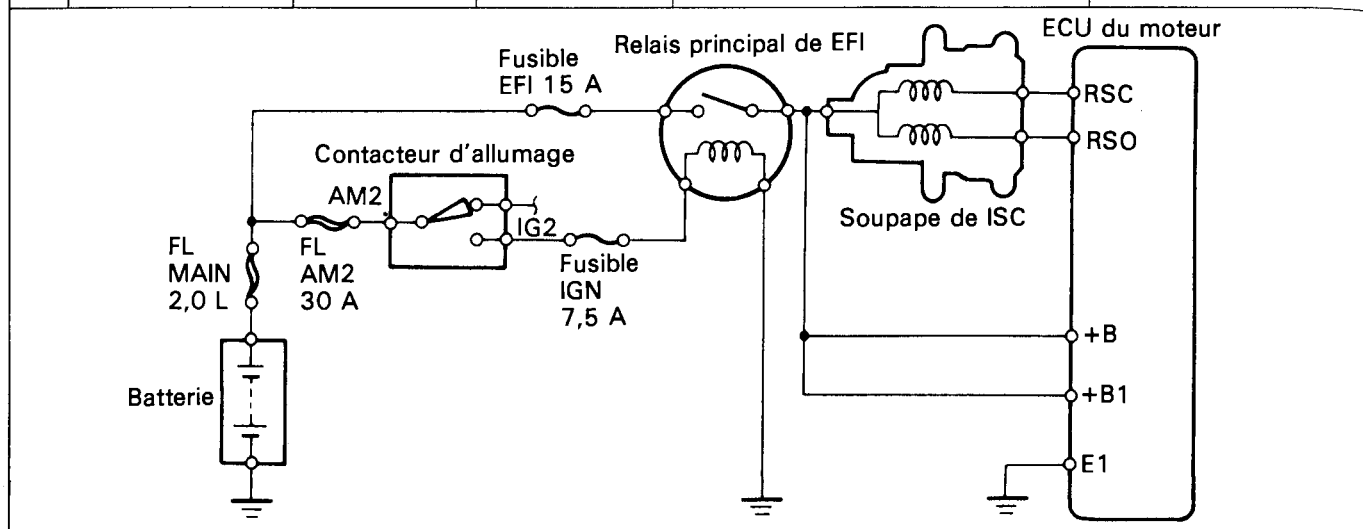 ECU du moteur
Relais principal de EFI
Fusible
EFI 15 A
RSC
RSO
Contacteur d'allumage
AM2
IG2
Soupape de ISC
FL
MAIN
2,0 L
FL
AM2
30 A
Fusible
IGN
7,5 A
+B
Batterie
+B1
E1